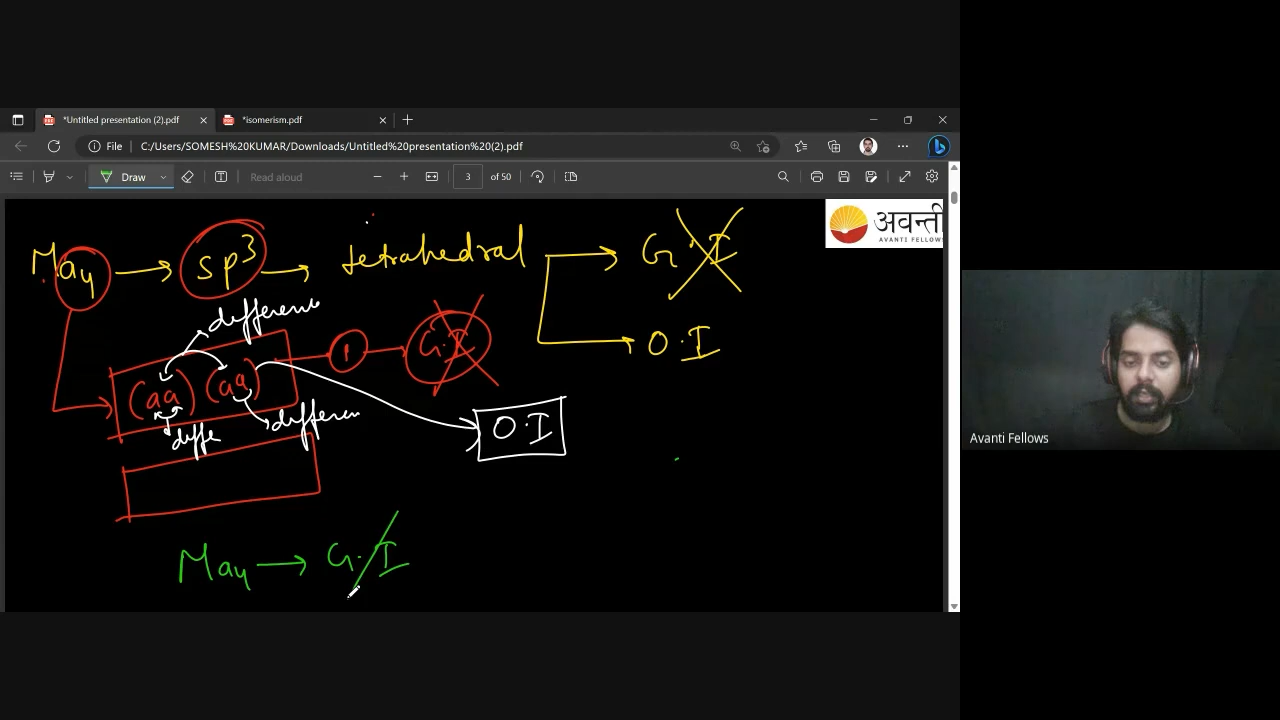 *Untitled presentation (2).pdf
*isomerism.pdf
File C:/Users/SOMESH%20KUMAR/Downloads/Untitled%20presentation%20(2).pdf
Draw
Read aloud
3 of 50
अवन्ती
AVANTI FELLOWS
Ma4 → sp3 → tetrahedral → G.I
O.I
difference
(aa) (aa) 1 G.I
diffe
differen
O.I
Ma4 → G.I
Avanti Fellows